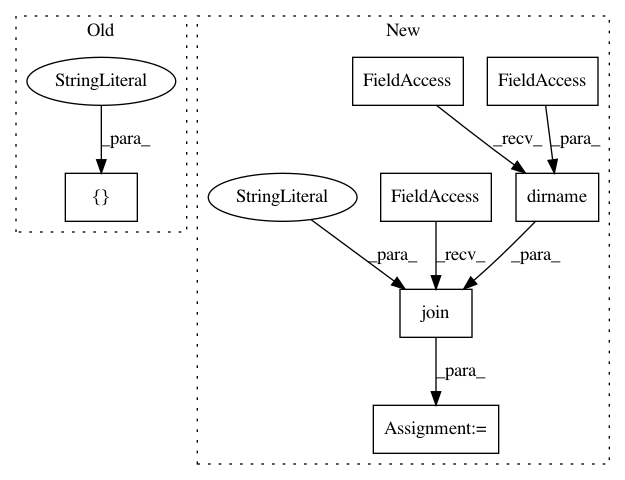 Old
New
StringLiteral
FieldAccess
FieldAccess
_para_
_recv_
_para_
{}
StringLiteral
FieldAccess
dirname
_para_
_recv_
_para_
join
_para_
Assignment:=